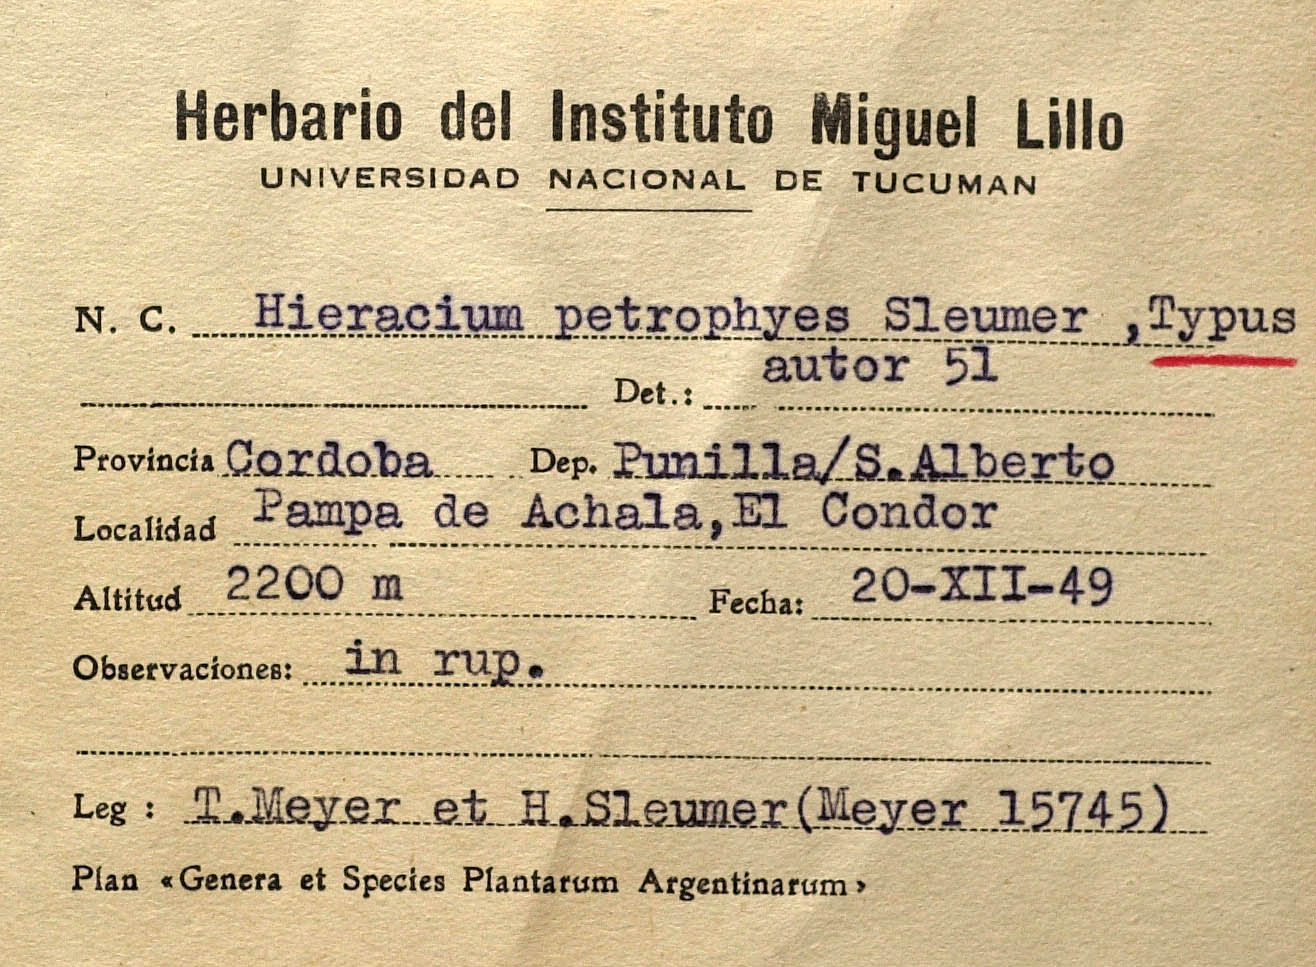 Herbario del Instituto Miguel Lillo
UNIVERSIDAD NACIONAL DE TUCUMAN
N. C. Hieracium petrophyes Sleumer ,Typus
Det.: autor 51
Provincia Cordoba Dep. Punilla/S.Alberto
Localidad Pampa de Achala,El Condor
Altitud 2200 m Fecha: 20-XII-49
Observaciones: in rup.
Leg : T.Meyer et H.Sleumer(Meyer 15745)
Plan «Genera et Species Plantarum Argentinarum»